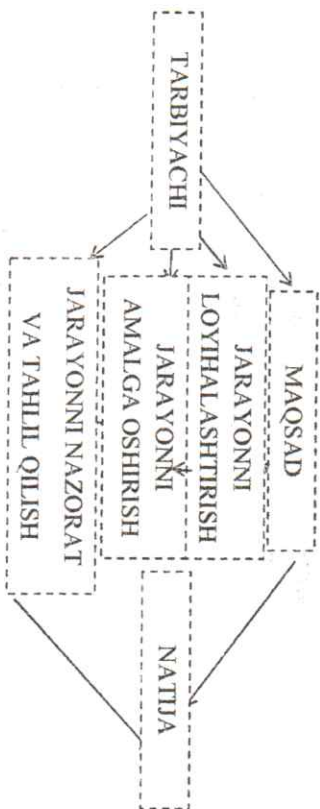 TARBIYACHI
MAQSAD
JARAYONNI
LOYIHALASHTIRISH
JARAYONNI
AMALGA OSHIRISH
JARAYONNI NAZORAT
VA TAHLIL QILISH
NATIJA